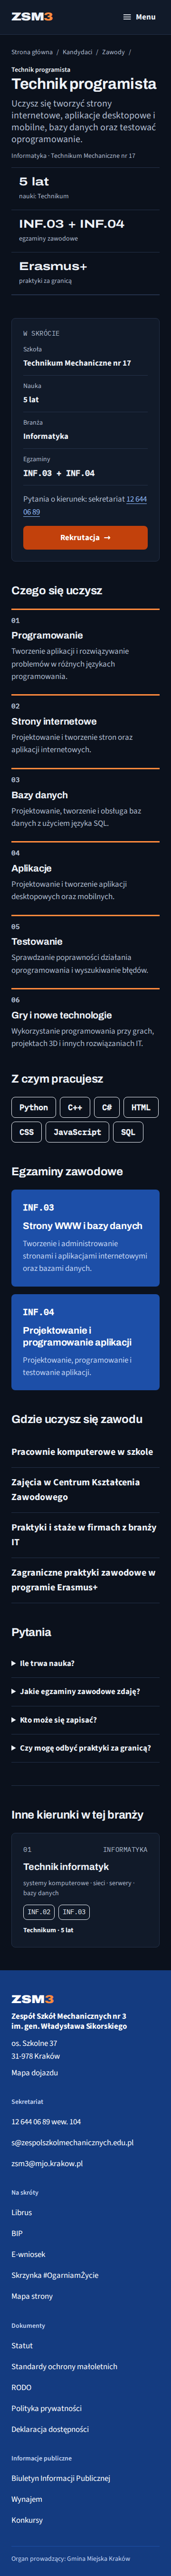 ZSM3
Menu
Strona główna / Kandydaci / Zawody /
Technik programista
Technik programista
Uczysz się tworzyć strony
internetowe, aplikacje desktopowe i
mobilne, bazy danych oraz testować
oprogramowanie.
Informatyka · Technikum Mechaniczne nr 17
5 lat
nauki: Technikum
INF.03 + INF.04
egzaminy zawodowe
Erasmus+
praktyki za granicą
W SKRÓCIE
Szkoła
Technikum Mechaniczne nr 17
Nauka
5 lat
Branża
Informatyka
Egzaminy
INF.03 + INF.04
Pytania o kierunek: sekretariat 12 644
06 89
Rekrutacja →
Czego się uczysz
01
Programowanie
Tworzenie aplikacji i rozwiązywanie
problemów w różnych językach
programowania.
02
Strony internetowe
Projektowanie i tworzenie stron oraz
aplikacji internetowych.
03
Bazy danych
Projektowanie, tworzenie i obsługa baz
danych z użyciem języka SQL.
04
Aplikacje
Projektowanie i tworzenie aplikacji
desktopowych oraz mobilnych.
05
Testowanie
Sprawdzanie poprawności działania
oprogramowania i wyszukiwanie błędów.
06
Gry i nowe technologie
Wykorzystanie programowania przy grach,
projektach 3D i innych rozwiązaniach IT.
Z czym pracujesz
Python C++ C# HTML
CSS JavaScript SQL
Egzaminy zawodowe
INF.03
Strony WWW i bazy danych
Tworzenie i administrowanie
stronami i aplikacjami internetowymi
oraz bazami danych.
INF.04
Projektowanie i
programowanie aplikacji
Projektowanie, programowanie i
testowanie aplikacji.
Gdzie uczysz się zawodu
Pracownie komputerowe w szkole
Zajęcia w Centrum Kształcenia
Zawodowego
Praktyki i staże w firmach z branży
IT
Zagraniczne praktyki zawodowe w
programie Erasmus+
Pytania
Ile trwa nauka?
Jakie egzaminy zawodowe zdaję?
Kto może się zapisać?
Czy mogę odbyć praktyki za granicą?
Inne kierunki w tej branży
01 INFORMATYKA
Technik informatyk
systemy komputerowe · sieci · serwery ·
bazy danych
INF.02 INF.03
Technikum · 5 lat
ZSM3
Zespół Szkół Mechanicznych nr 3
im. gen. Władysława Sikorskiego
os. Szkolne 37
31-978 Kraków
Mapa dojazdu
Sekretariat
12 644 06 89 wew. 104
s@zespolszkolmechanicznych.edu.pl
zsm3@mjo.krakow.pl
Na skróty
Librus
BIP
E-wniosek
Skrzynka #OgarniamŻycie
Mapa strony
Dokumenty
Statut
Standardy ochrony małoletnich
RODO
Polityka prywatności
Deklaracja dostępności
Informacje publiczne
Biuletyn Informacji Publicznej
Wynajem
Konkursy
Organ prowadzący: Gmina Miejska Kraków